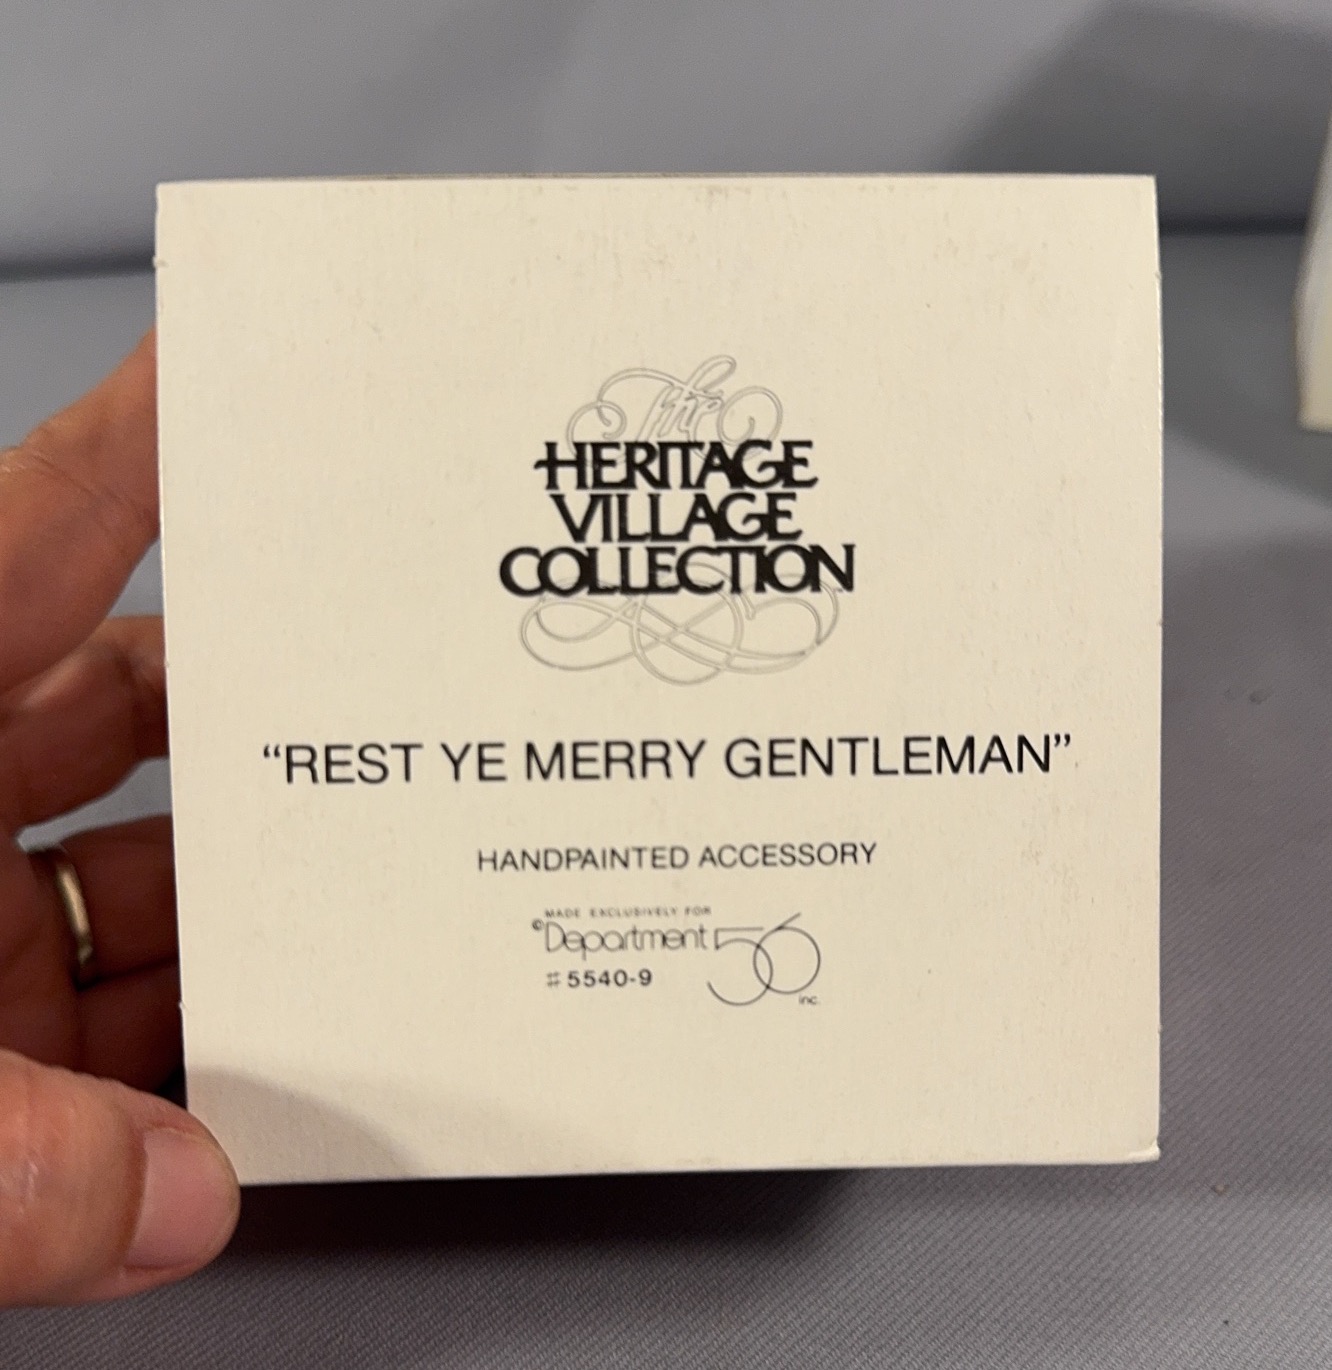 The
HERITAGE
VILLAGE
COLLECTION
“REST YE MERRY GENTLEMAN”
HANDPAINTED ACCESSORY
MADE EXCLUSIVELY FOR
©Department 56
#5540-9
inc.